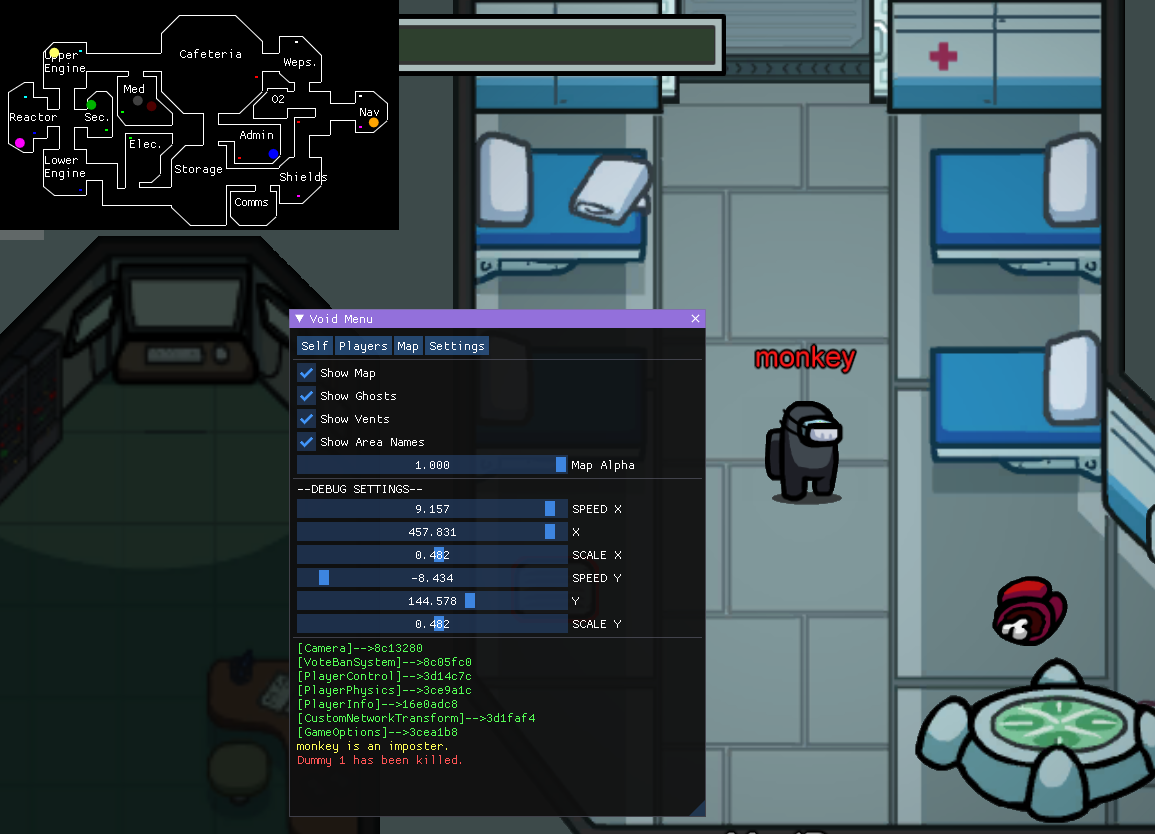 Cafeteria
Upper
Engine
Weps.
Med
O2
Reactor
Sec.
Nav
Elec.
Admin
Lower
Engine
Storage
Shields
Comms
Void Menu
Self Players Map Settings
Show Map
Show Ghosts
Show Vents
Show Area Names
1.000 Map Alpha
--DEBUG SETTINGS--
9.157 SPEED X
457.831 X
0.482 SCALE X
-8.434 SPEED Y
144.578 Y
0.482 SCALE Y
[Camera]-->8c13280
[VoteBanSystem]-->8c05fc0
[PlayerControl]-->3d14c7c
[PlayerPhysics]-->3ce9a1c
[PlayerInfo]-->16e0adc8
[CustomNetworkTransform]-->3d1faf4
[GameOptions]-->3cea1b8
monkey is an imposter.
Dummy 1 has been killed.
monkey